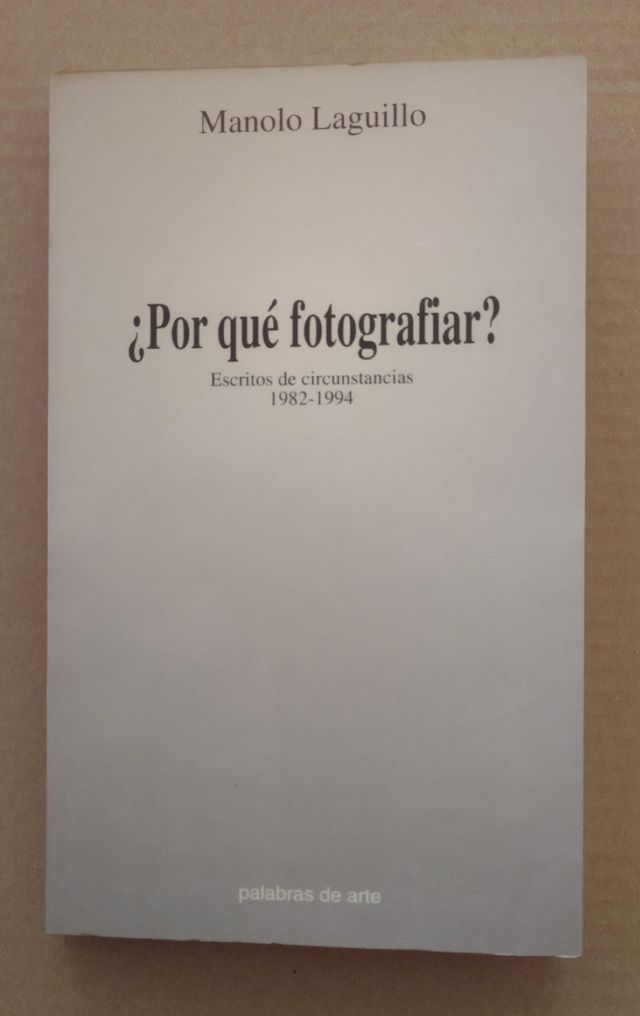 Manolo Laguillo
¿Por qué fotografiar?
Escritos de circunstancias
1982-1994
palabras de arte